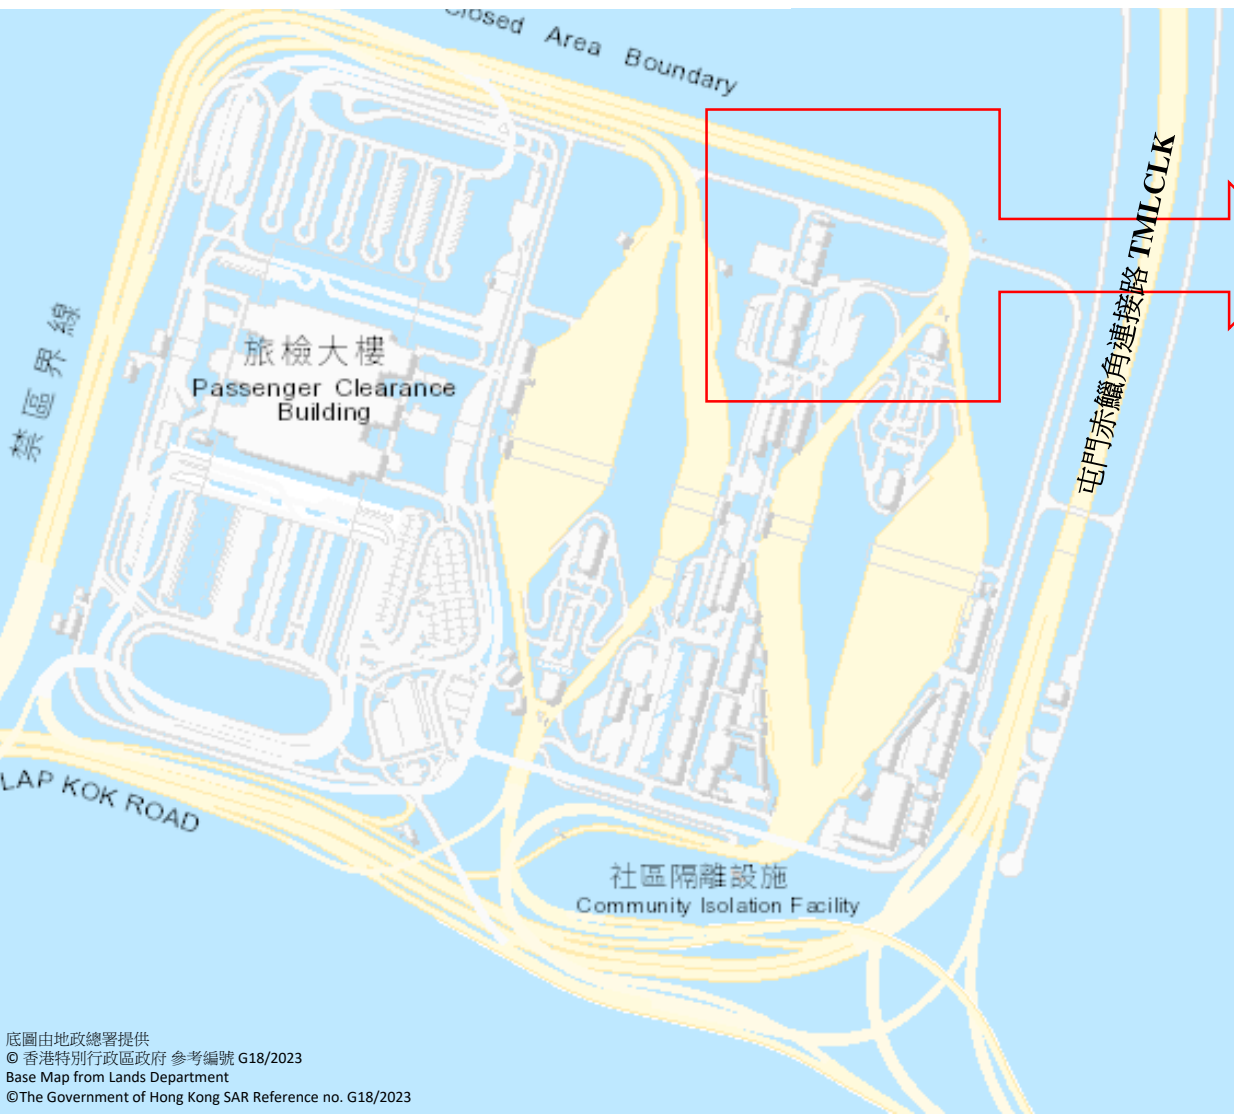 Closed Area Boundary
屯門赤鱲角連接路 TMLCLK
禁區界線
旅檢大樓
Passenger Clearance
Building
LAP KOK ROAD
社區隔離設施
Community Isolation Facility
底圖由地政總署提供
© 香港特別行政區政府 參考編號 G18/2023
Base Map from Lands Department
©The Government of Hong Kong SAR Reference no. G18/2023